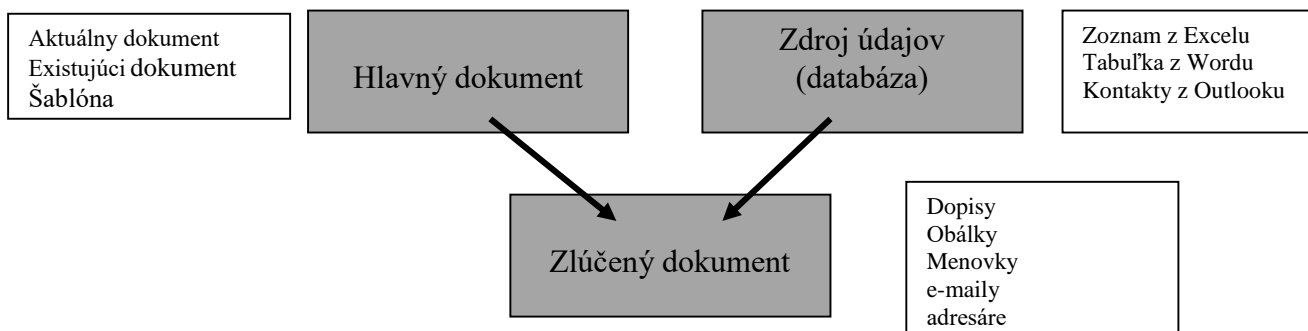 Aktuálny dokument
Existujúci dokument
Šablóna
Hlavný dokument
Zdroj údajov
(databáza)
Zoznam z Excelu
Tabuľka z Wordu
Kontakty z Outlooku
Zlúčený dokument
Dopisy
Obálky
Menovky
e-maily
adresáre